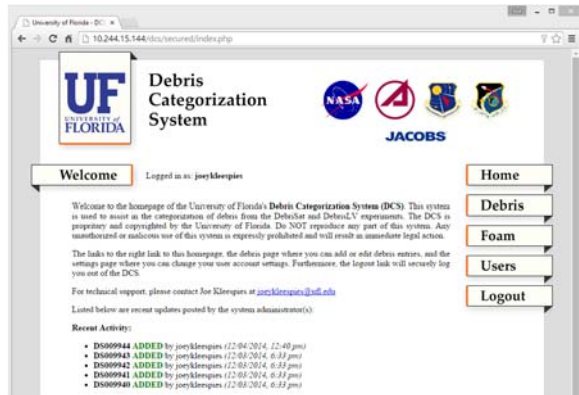 University of Florida - DC
10.244.15.144/dcs/secured/index.php
UF
UNIVERSITY of
FLORIDA
Debris
Categorization
System
NASA
JACOBS
Welcome
Logged in as: joeykleespies
Home
Debris
Foam
Users
Logout
Welcome to the homepage of the University of Florida's Debris Categorization System (DCS). This system
is used to assist in the categorization of debris from the DebriSat and DebrisLV experiments. The DCS is
propritary and copyrighted by the University of Florida. Do NOT reproduce any part of this system. Any
unauthorized or malicous use of this system is expressly prohibited and will result in immediate legal action.
The links to the right link to this homepage, the debris page where you can add or edit debris entries, and the
settings page where you can change your user account settings. Furthermore, the logout link will securely log
you out of the DCS.
For technical support, please contact Joe Kleespies at joeykleespies@ufl.edu
Listed below are recent updates posted by the system administrator(s):
Recent Activity:
• DS009944 ADDED by joeykleespies (12/04/2014, 12:40 pm)
• DS009943 ADDED by joeykleespies (12/03/2014, 6:33 pm)
• DS009942 ADDED by joeykleespies (12/03/2014, 6:33 pm)
• DS009941 ADDED by joeykleespies (12/03/2014, 6:33 pm)
• DS009940 ADDED by joeykleespies (12/03/2014, 6:33 pm)